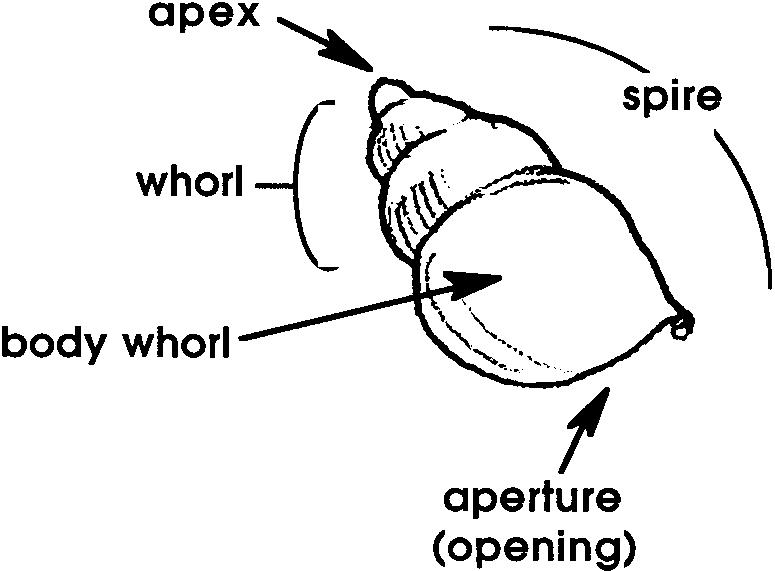 apex
spire
whorl
body whorl
aperture
(opening)